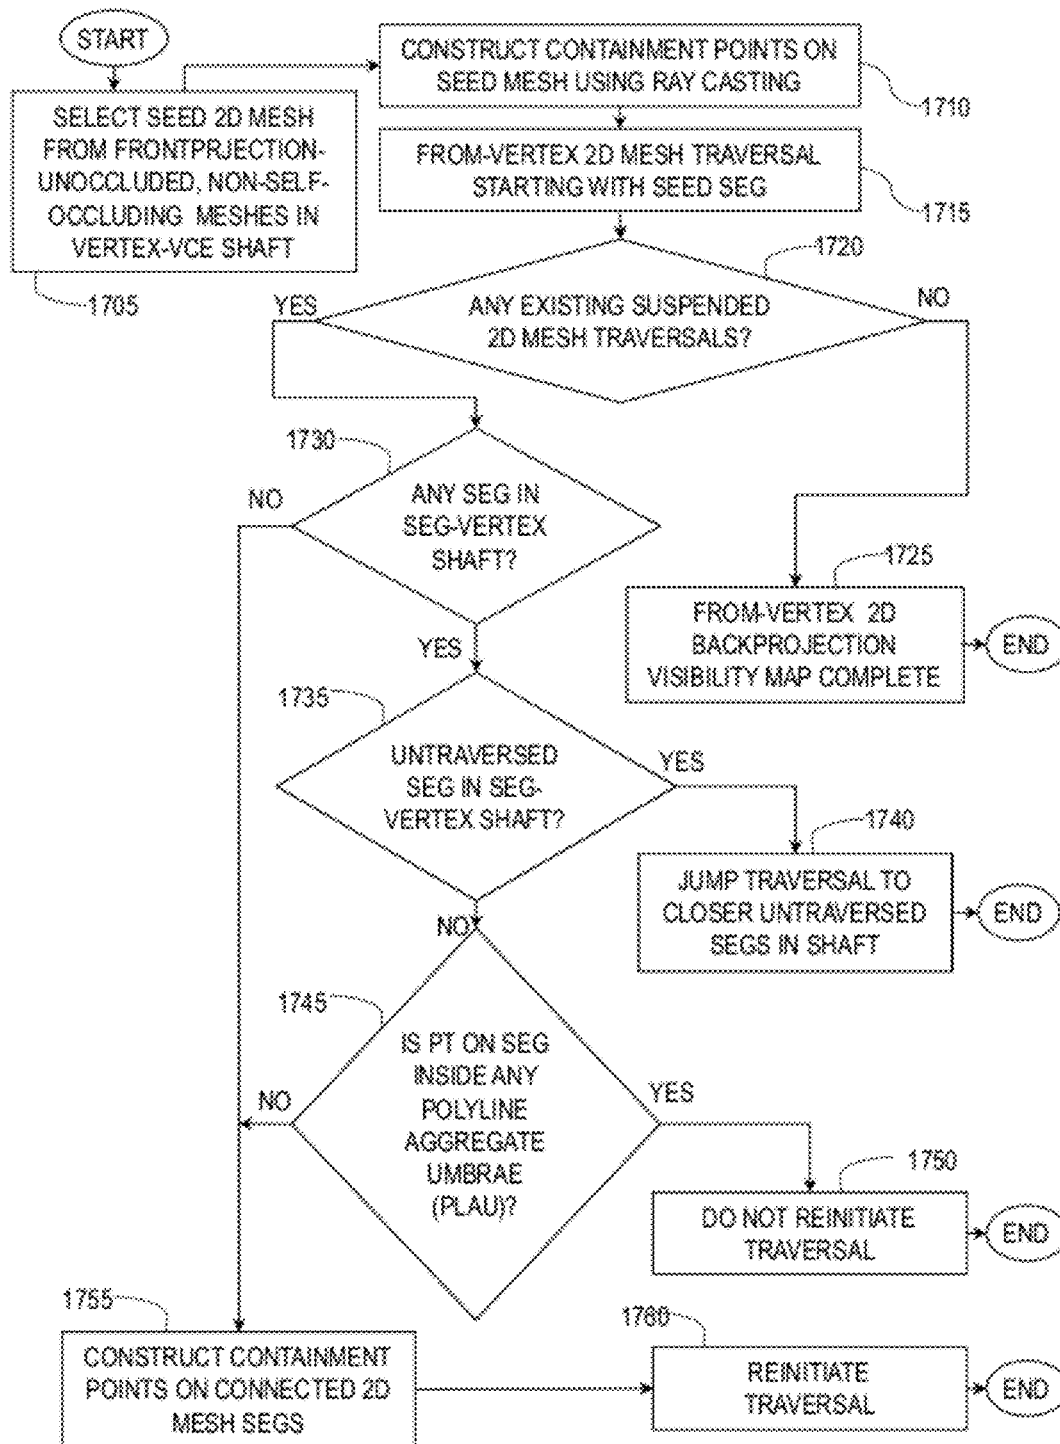 START
SELECT SEED 2D MESH
FROM FRONTPRJECTION-
UNOCCLUDED, NON-SELF-
OCCLUDING MESHES IN
VERTEX-VCE SHAFT
1705
CONSTRUCT CONTAINMENT POINTS ON
SEED MESH USING RAY CASTING
1710
FROM-VERTEX 2D MESH TRAVERSAL
STARTING WITH SEED SEG
1715
1720
YES
ANY EXISTING SUSPENDED
2D MESH TRAVERSALS?
NO
1730
NO
ANY SEG IN
SEG-VERTEX
SHAFT?
YES
1725
FROM-VERTEX 2D
BACKPROJECTION
VISIBILITY MAP COMPLETE
END
1735
UNTRAVERSED
SEG IN SEG-
VERTEX SHAFT?
YES
NO
1740
JUMP TRAVERSAL TO
CLOSER UNTRAVERSED
SEGS IN SHAFT
END
1745
IS PT ON SEG
INSIDE ANY
POLYLINE
AGGREGATE
UMBRAE
(PLAU)?
NO
YES
1750
DO NOT REINITIATE
TRAVERSAL
END
1755
CONSTRUCT CONTAINMENT
POINTS ON CONNECTED 2D
MESH SEGS
1760
REINITIATE
TRAVERSAL
END